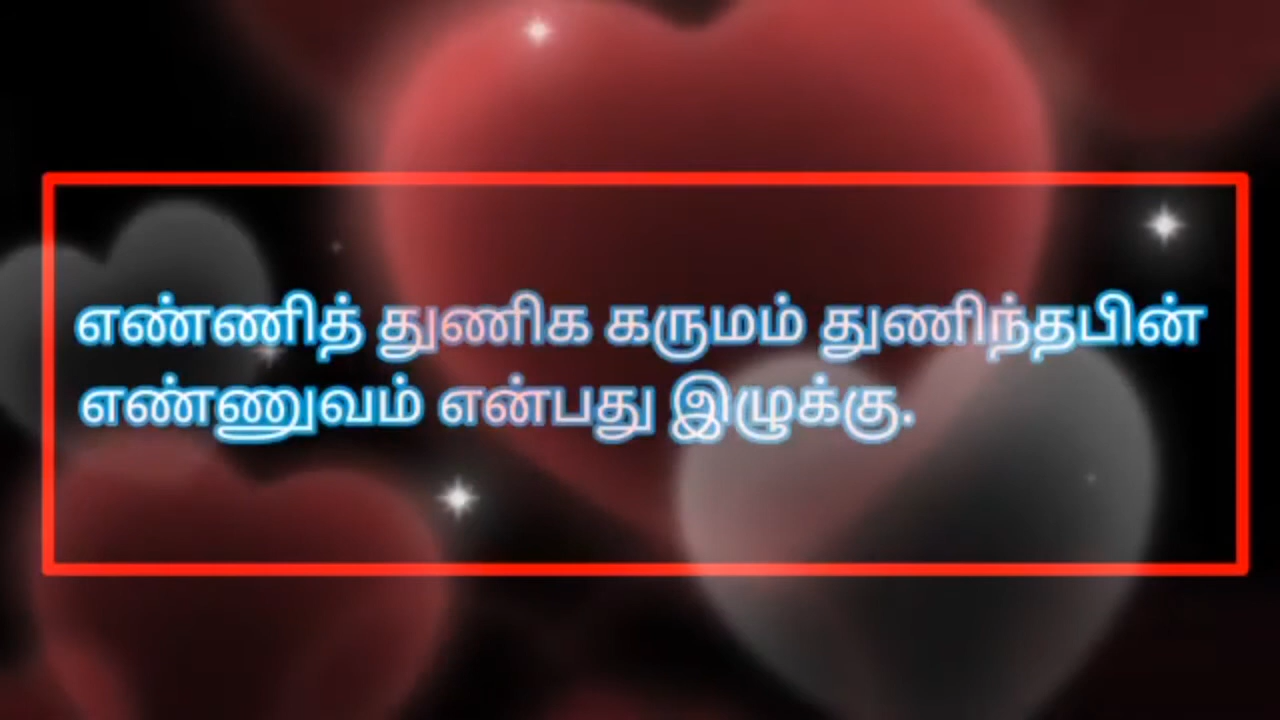 எண்ணித் துணிக கருமம் துணிந்தபின்
எண்ணுவம் என்பது இழுக்கு.